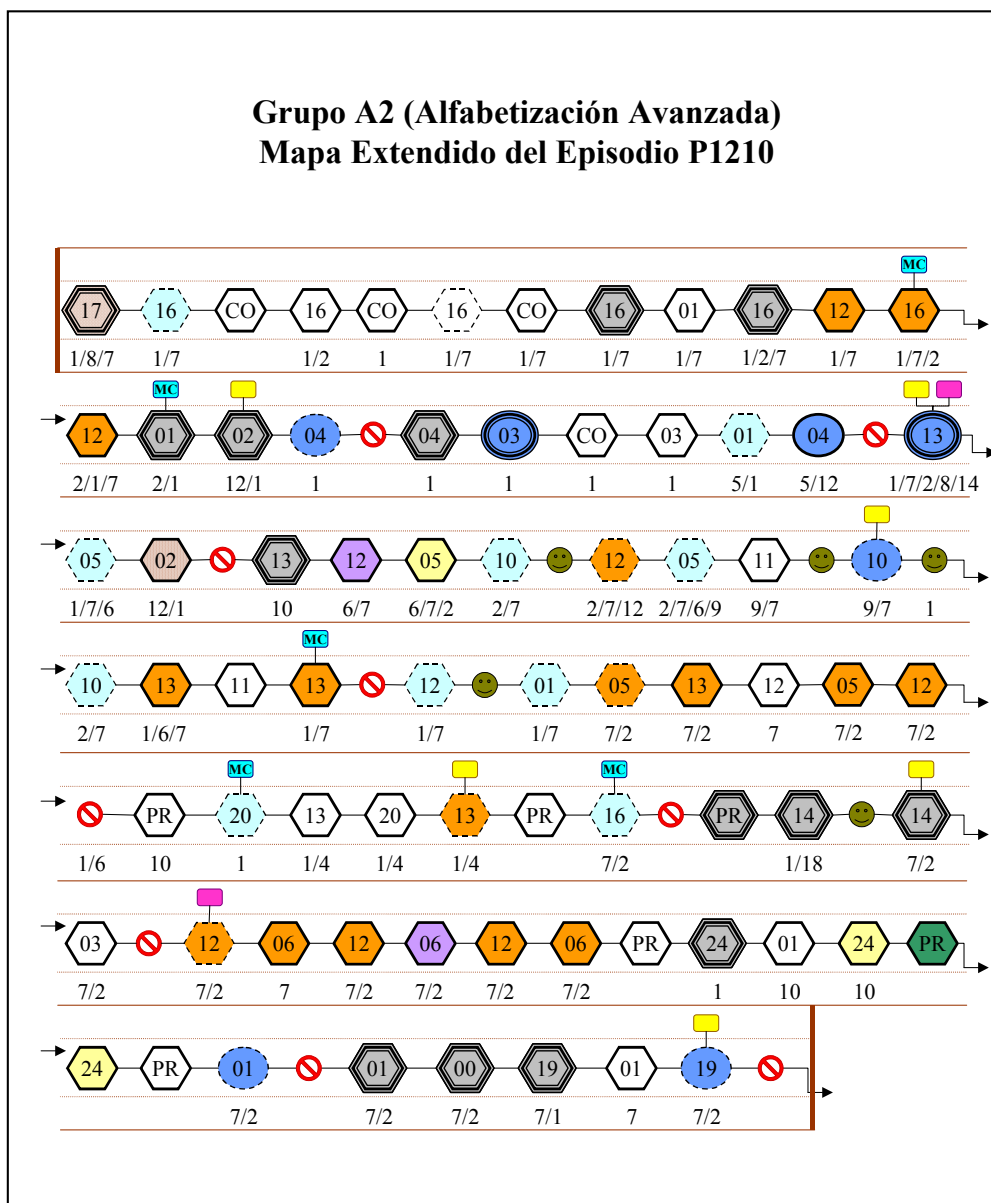 Grupo A2 (Alfabetización Avanzada)
Mapa Extendido del Episodio P1210
MC
17 16 CO 16 CO 16 CO 16 01 16 12 16
1/8/7 1/7 1/2 1 1/7 1/7 1/7 1/7 1/2/7 1/7 1/7/2
MC
12 01 02 04 04 03 CO 03 01 04 13
2/1/7 2/1 12/1 1 1 1 1 1 5/1 5/12 1/7/2/8/14
05 02 13 12 05 10 12 05 11 10
1/7/6 12/1 10 6/7 6/7/2 2/7 2/7/12 2/7/6/9 9/7 9/7 1
MC
10 13 11 13 12 01 05 13 12 05 12
2/7 1/6/7 1/7 1/7 1/7 7/2 7/2 7 7/2 7/2
MC MC
PR 20 13 20 13 PR 16 PR 14 14
1/6 10 1 1/4 1/4 1/4 7/2 1/18 7/2
03 12 06 12 06 12 06 PR 24 01 24 PR
7/2 7/2 7 7/2 7/2 7/2 7/2 1 10 10
24 PR 01 01 00 19 01 19
7/2 7/2 7/2 7/1 7 7/2